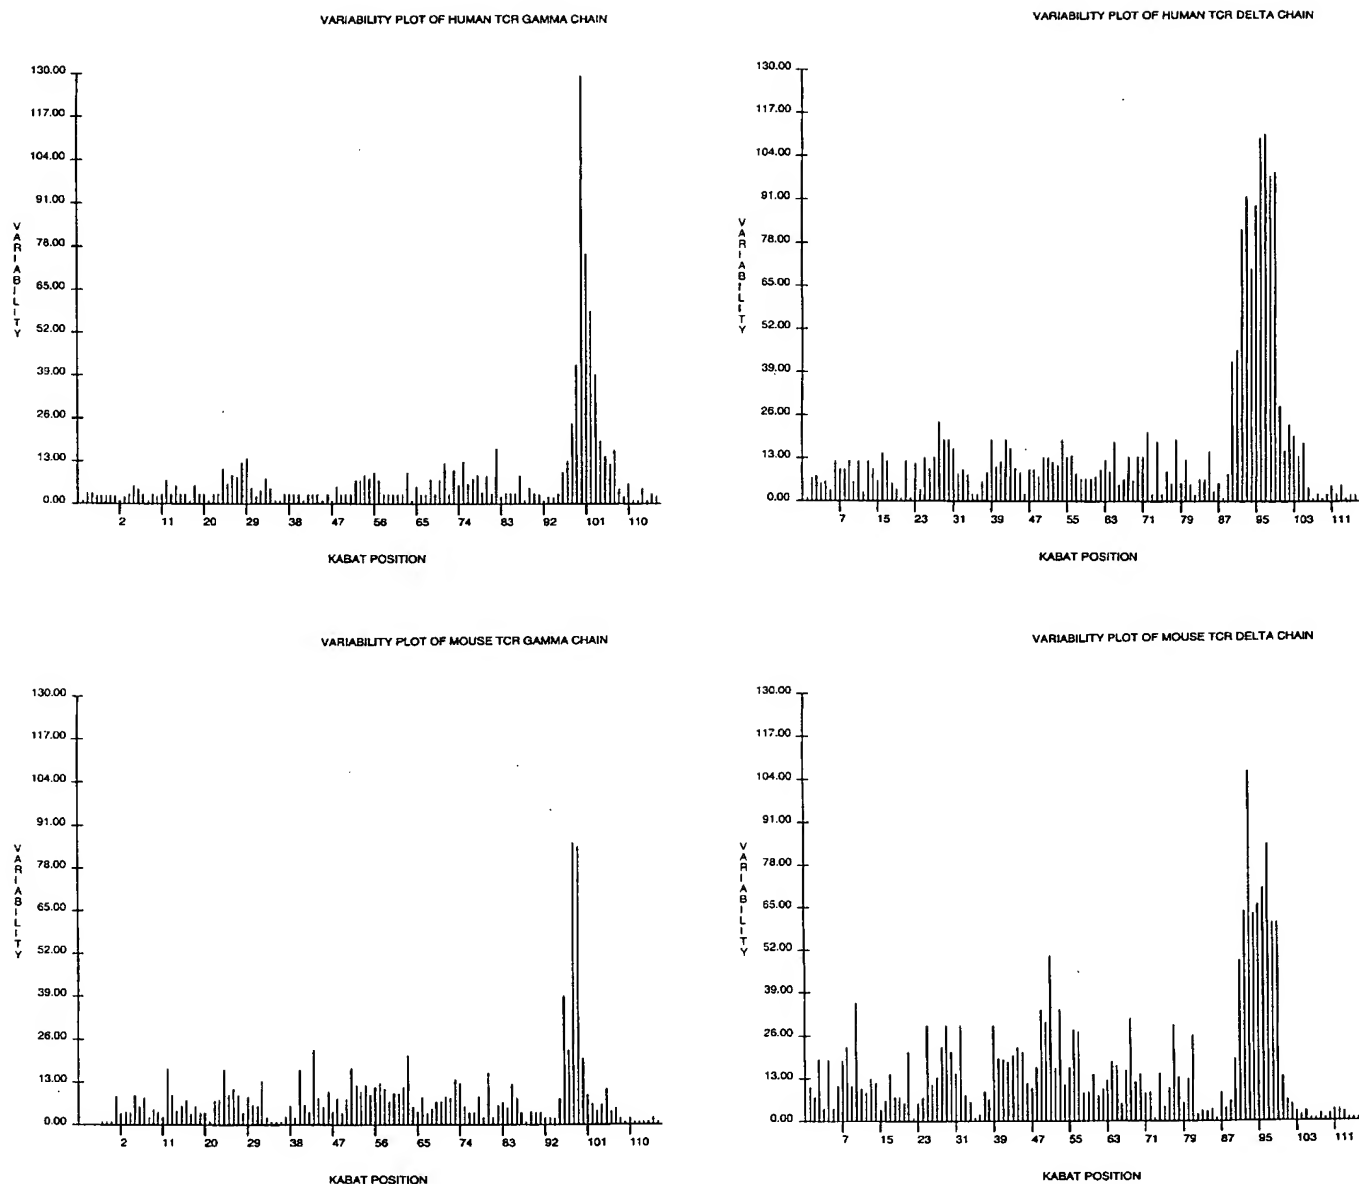 VARIABILITY PLOT OF HUMAN TCR GAMMA CHAIN
130.00
117.00
104.00
91.00
78.00
65.00
52.00
39.00
26.00
13.00
0.00
VARIABILITY
2 11 20 29 38 47 56 65 74 83 92 101 110
KABAT POSITION
VARIABILITY PLOT OF HUMAN TCR DELTA CHAIN
130.00
117.00
104.00
91.00
78.00
65.00
52.00
39.00
26.00
13.00
0.00
VARIABILITY
7 15 23 31 39 47 55 63 71 79 87 95 103 111
KABAT POSITION
VARIABILITY PLOT OF MOUSE TCR GAMMA CHAIN
130.00
117.00
104.00
91.00
78.00
65.00
52.00
39.00
26.00
13.00
0.00
VARIABILITY
2 11 20 29 38 47 56 65 74 83 92 101 110
KABAT POSITION
VARIABILITY PLOT OF MOUSE TCR DELTA CHAIN
130.00
117.00
104.00
91.00
78.00
65.00
52.00
39.00
26.00
13.00
0.00
VARIABILITY
7 15 23 31 39 47 55 63 71 79 87 95 103 111
KABAT POSITION